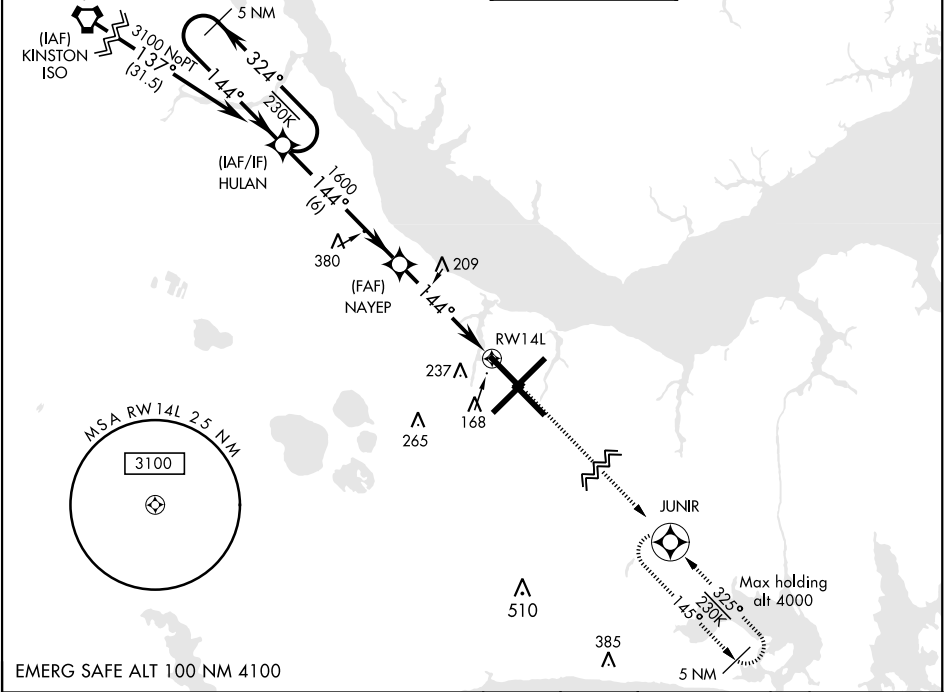 5 NM
(IAF)
KINSTON
ISO
3100 NoPT
137°
(31.5)
144°
324°
230K
(IAF/IF)
HULAN
1600
144°
(6)
380
209
(FAF)
NAYEP
144°
RW14L
237
168
265
MSA RW14L 25 NM
3100
JUNIR
Max holding
alt 4000
325°
230K
145°
5 NM
510
385
EMERG SAFE ALT 100 NM 4100